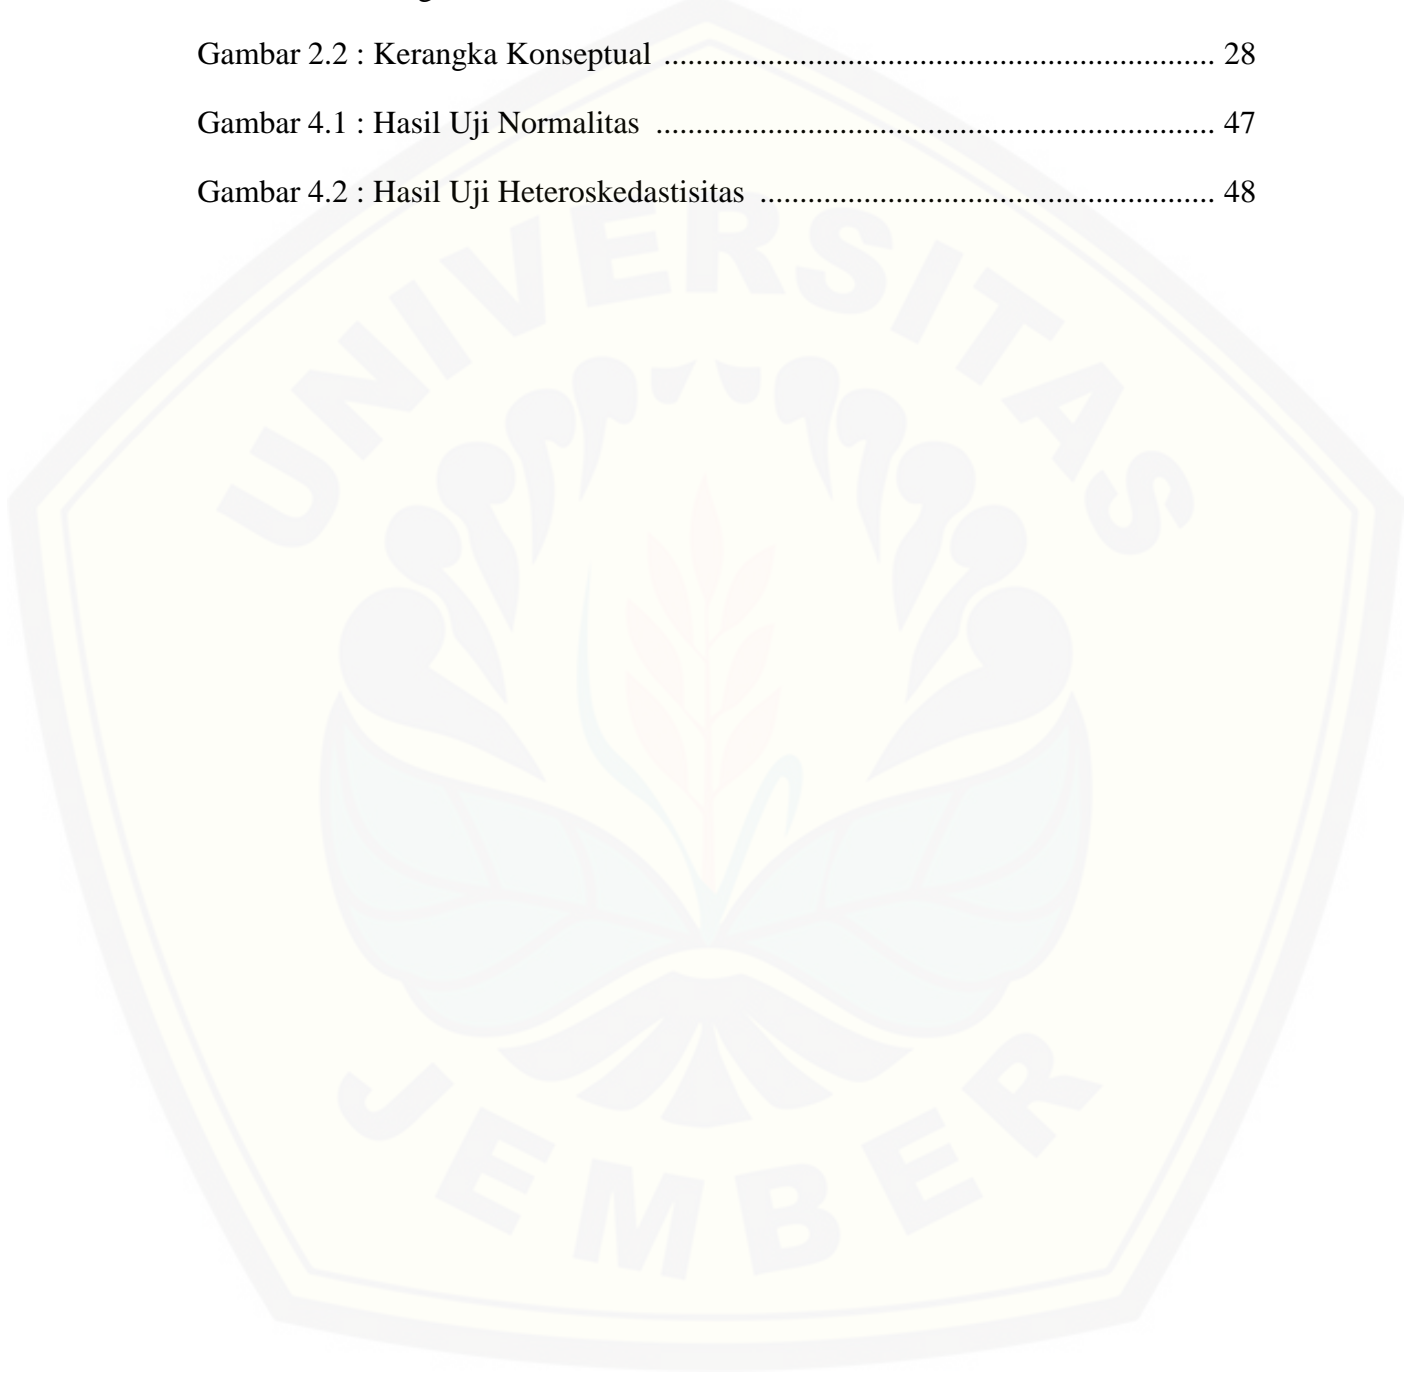 Gambar 2.2 : Kerangka Konseptual ..................................................................... 28
Gambar 4.1 : Hasil Uji Normalitas ...................................................................... 47
Gambar 4.2 : Hasil Uji Heteroskedastisitas ......................................................... 48
UNIVERSITAS
JEMBER